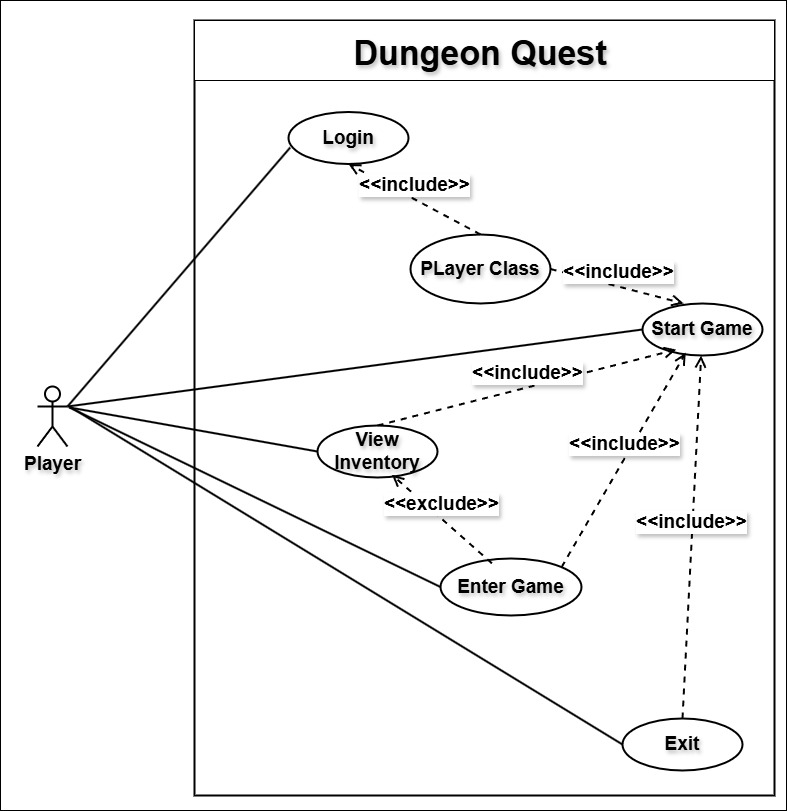 Dungeon Quest
Login
<<include>>
PLayer Class
<<include>>
Start Game
<<include>>
View
Inventory
<<include>>
Player
<<exclude>>
<<include>>
Enter Game
Exit